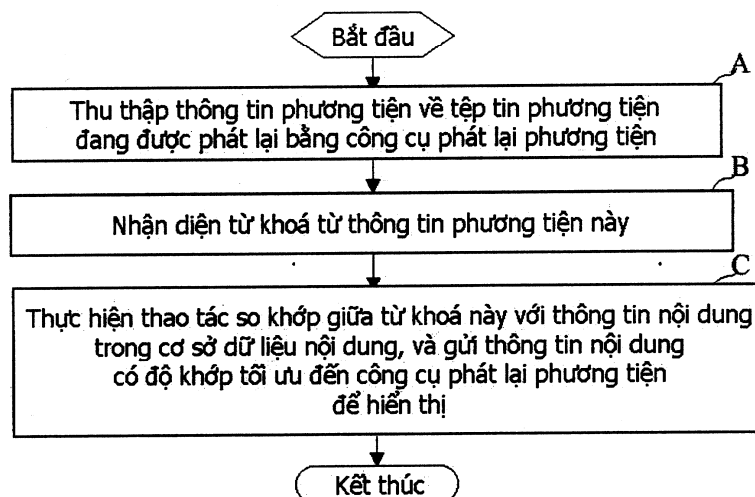 Bắt đầu
A
Thu thập thông tin phương tiện về tệp tin phương tiện
đang được phát lại bằng công cụ phát lại phương tiện
B
Nhận diện từ khoá từ thông tin phương tiện này
C
Thực hiện thao tác so khớp giữa từ khoá này với thông tin nội dung
trong cơ sở dữ liệu nội dung, và gửi thông tin nội dung
có độ khớp tối ưu đến công cụ phát lại phương tiện
để hiển thị
Kết thúc